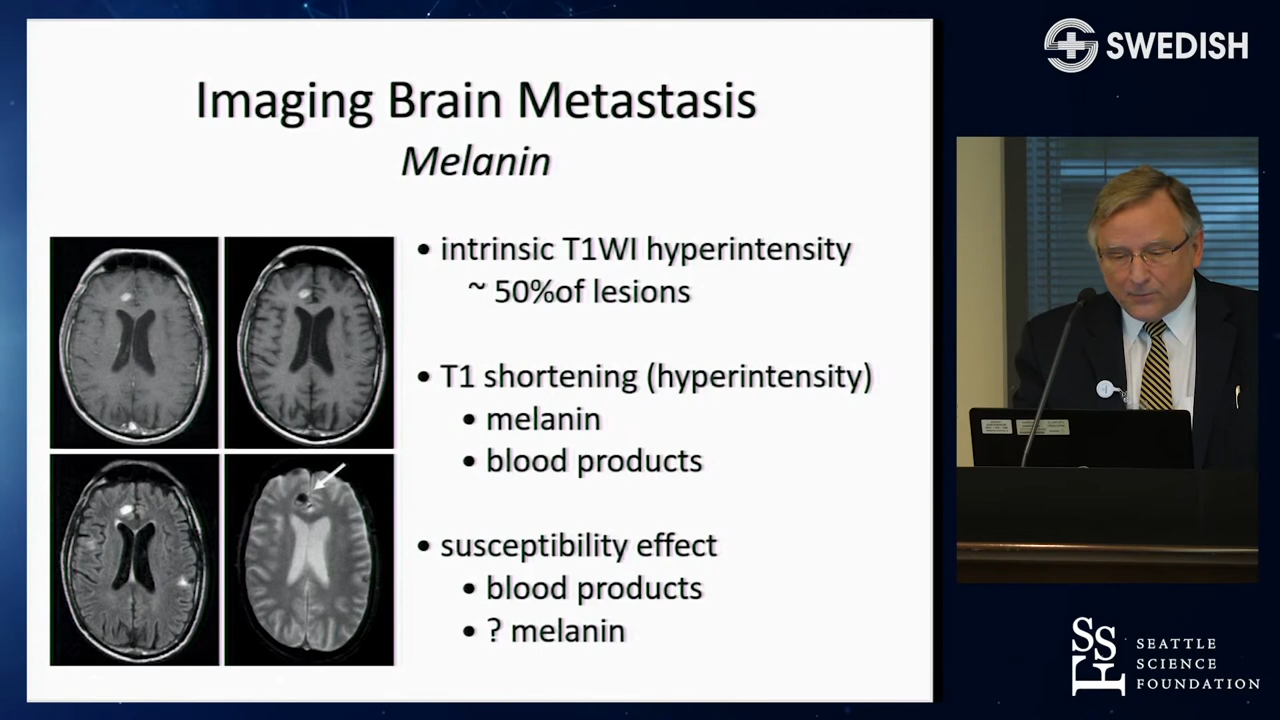 Imaging Brain Metastasis
Melanin
• intrinsic T1WI hyperintensity
~ 50%of lesions
• T1 shortening (hyperintensity)
• melanin
• blood products
• susceptibility effect
• blood products
• ? melanin
SWEDISH
SSF
SEATTLE
SCIENCE
FOUNDATION